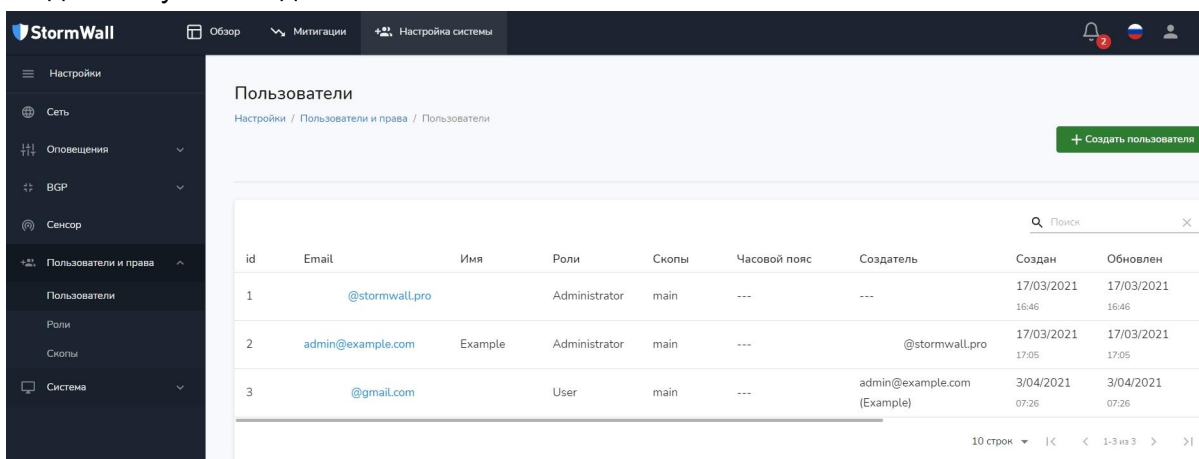 StormWall
Обзор
Митигации
Настройка системы
2
Настройки
Сеть
Оповещения
BGP
Сенсор
Пользователи и права
Пользователи
Роли
Скопы
Система
Пользователи
Настройки / Пользователи и права / Пользователи
+ Создать пользователя
Поиск
id Email Имя Роли Скопы Часовой пояс Создатель Создан Обновлен
1 @stormwall.pro Administrator main --- --- 17/03/2021 17/03/2021
16:46 16:46
2 admin@example.com Example Administrator main --- @stormwall.pro 17/03/2021 17/03/2021
17:05 17:05
3 @gmail.com User main --- admin@example.com (Example) 3/04/2021 3/04/2021
07:26 07:26
10 строк 1-3 из 3